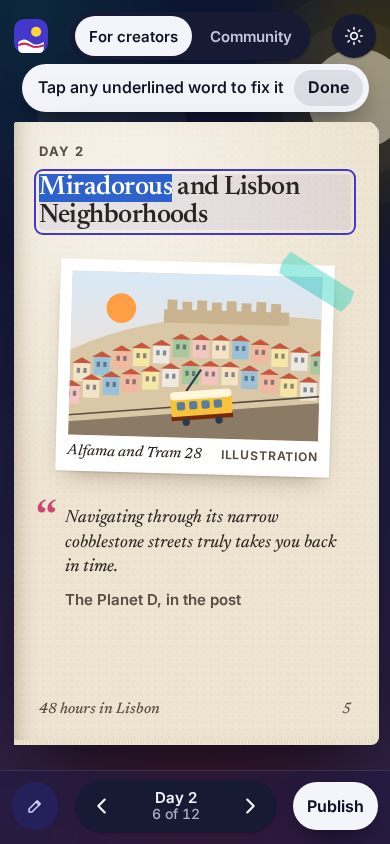 For creators
Community
Tap any underlined word to fix it
Done
DAY 2
Miradorous and Lisbon
Neighborhoods
Alfama and Tram 28
ILLUSTRATION
“
Navigating through its narrow
cobblestone streets truly takes you back
in time.
The Planet D, in the post
48 hours in Lisbon
5
Day 2
6 of 12
Publish